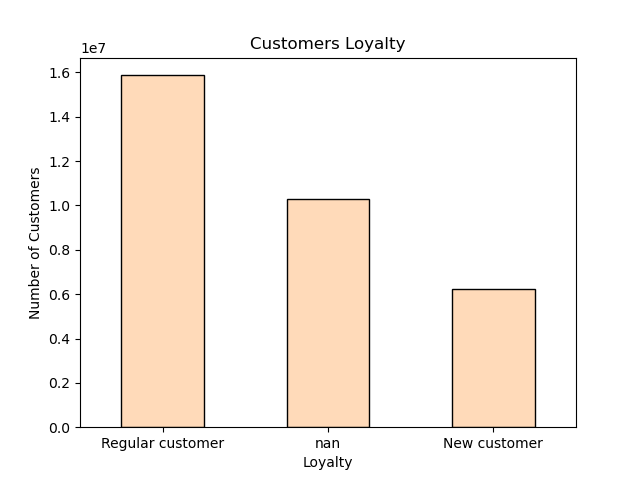 Customers Loyalty
1e7
1.6
1.4
1.2
1.0
0.8
0.6
0.4
0.2
0.0
Number of Customers
Regular customer nan New customer
Loyalty